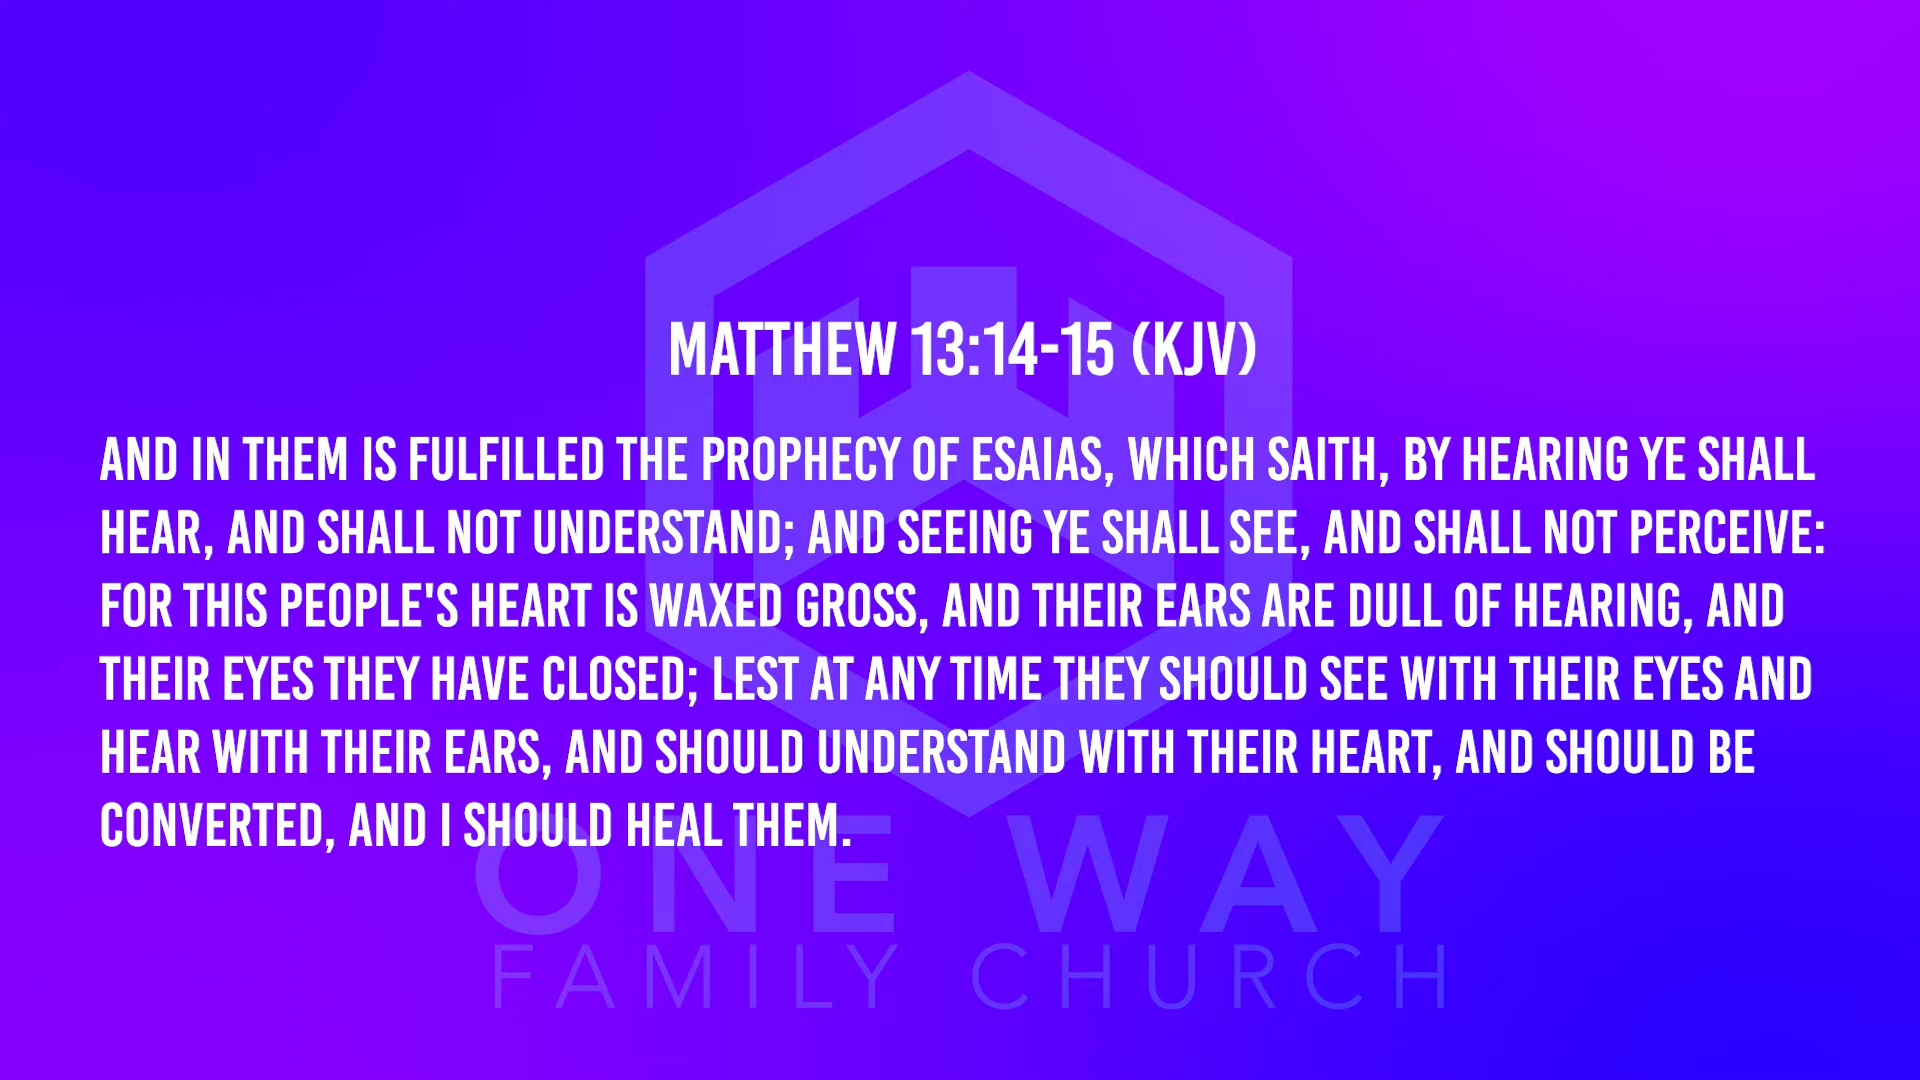 MATTHEW 13:14-15 (KJV)
AND IN THEM IS FULFILLED THE PROPHECY OF ESAIAS, WHICH SAITH, BY HEARING YE SHALL
HEAR, AND SHALL NOT UNDERSTAND; AND SEEING YE SHALL SEE, AND SHALL NOT PERCEIVE:
FOR THIS PEOPLE'S HEART IS WAXED GROSS, AND THEIR EARS ARE DULL OF HEARING, AND
THEIR EYES THEY HAVE CLOSED; LEST AT ANY TIME THEY SHOULD SEE WITH THEIR EYES AND
HEAR WITH THEIR EARS, AND SHOULD UNDERSTAND WITH THEIR HEART, AND SHOULD BE
CONVERTED, AND I SHOULD HEAL THEM.
ONE WAY
FAMILY CHURCH